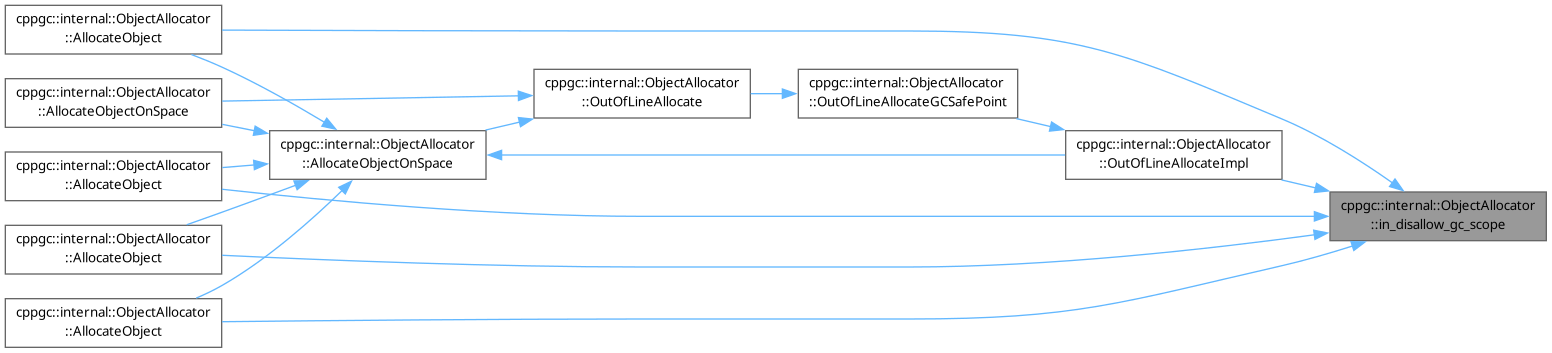 cppgc::internal::ObjectAllocator
::AllocateObject
cppgc::internal::ObjectAllocator
::AllocateObjectOnSpace
cppgc::internal::ObjectAllocator
::AllocateObject
cppgc::internal::ObjectAllocator
::AllocateObject
cppgc::internal::ObjectAllocator
::AllocateObject
cppgc::internal::ObjectAllocator
::AllocateObjectOnSpace
cppgc::internal::ObjectAllocator
::OutOfLineAllocate
cppgc::internal::ObjectAllocator
::OutOfLineAllocateGCSafePoint
cppgc::internal::ObjectAllocator
::OutOfLineAllocateImpl
cppgc::internal::ObjectAllocator
::in_disallow_gc_scope